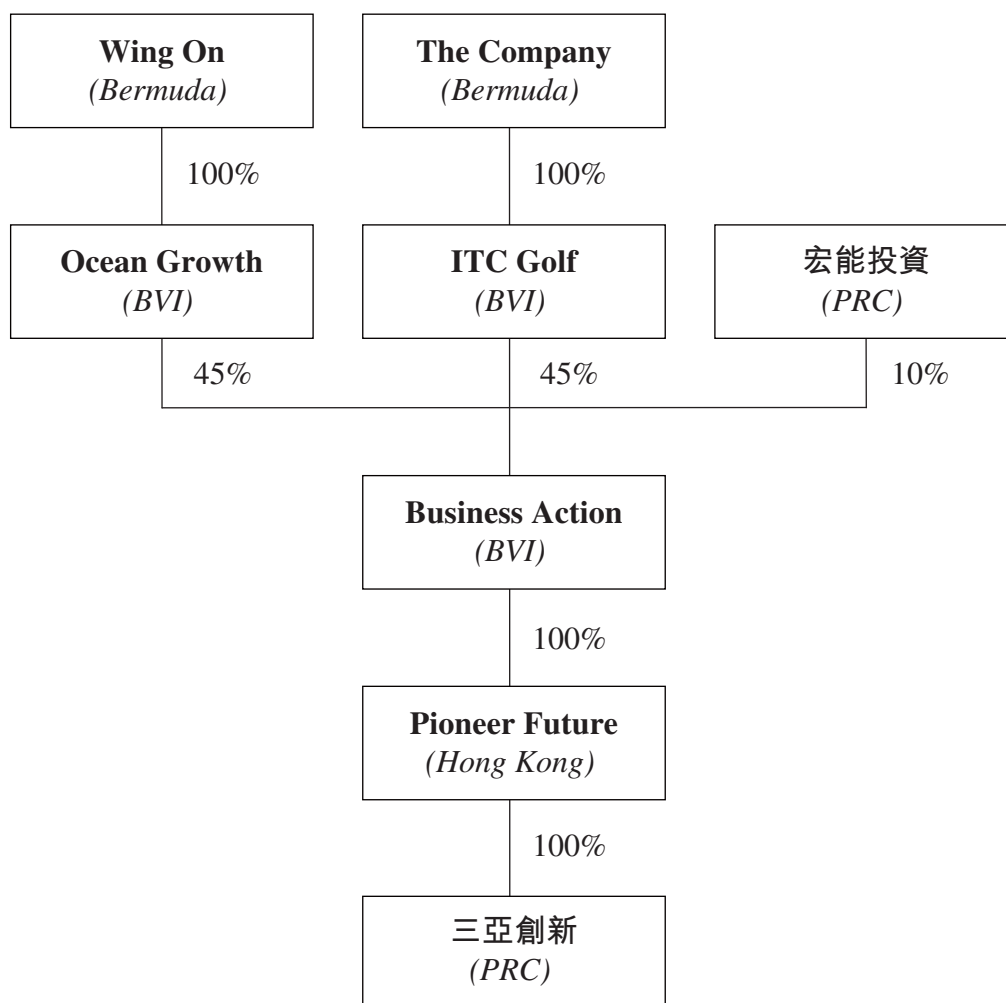 Wing On
(Bermuda)
The Company
(Bermuda)
100%
100%
Ocean Growth
(BVI)
ITC Golf
(BVI)
宏能投資
(PRC)
45%
45%
10%
Business Action
(BVI)
100%
Pioneer Future
(Hong Kong)
100%
三亞創新
(PRC)